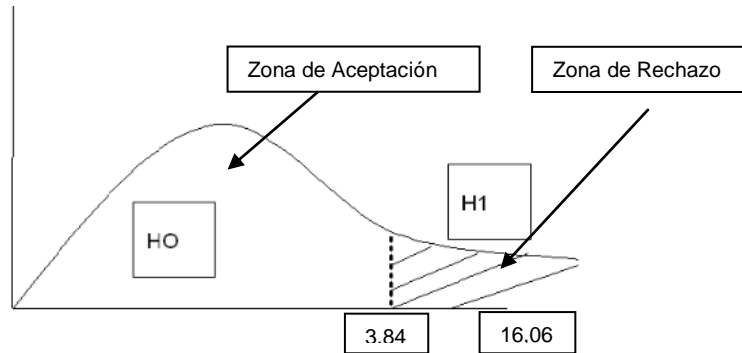 Zona de Aceptación
Zona de Rechazo
H1
HO
3.84
16.06